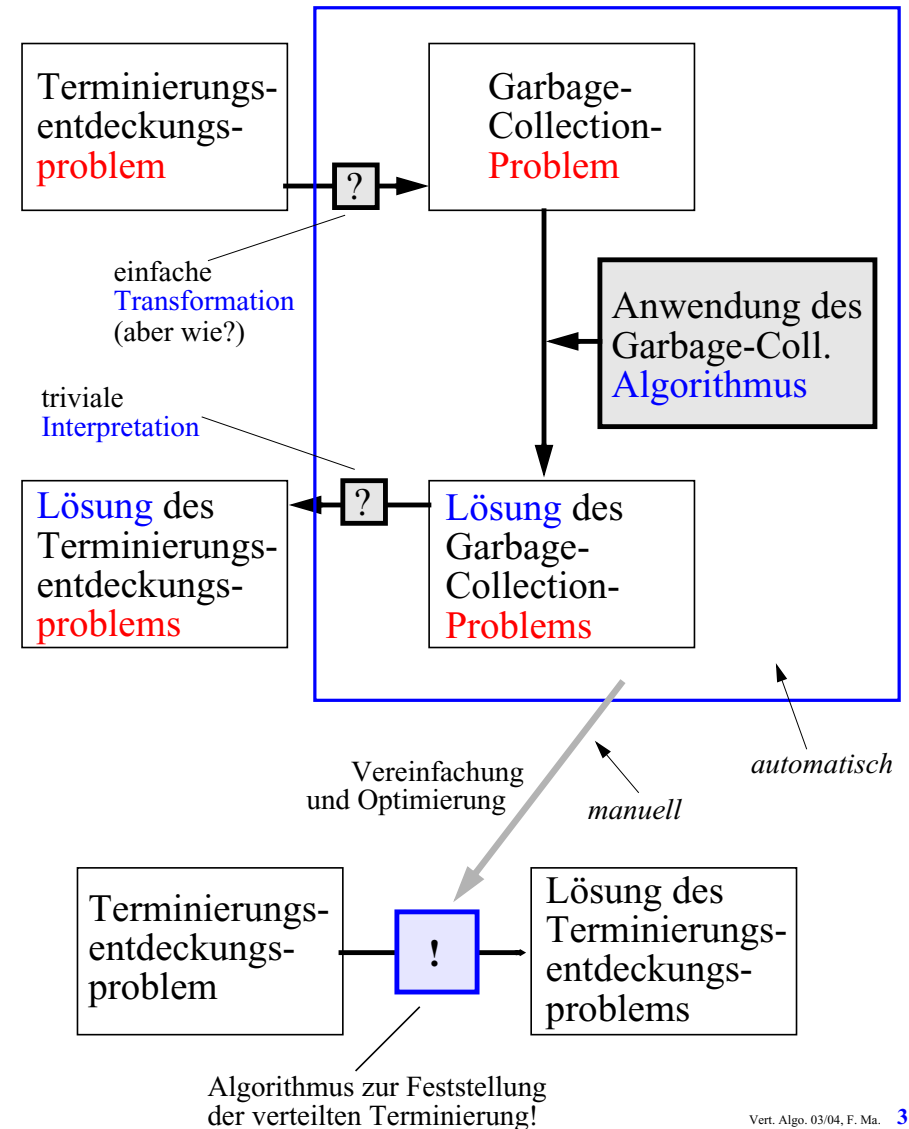 Terminierungs-
entdeckungs-
problem
Garbage-
Collection-
Problem
?
einfache
Transformation
(aber wie?)
Anwendung des
Garbage-Coll.
Algorithmus
triviale
Interpretation
Lösung des
Terminierungs-
entdeckungs-
problems
?
Lösung des
Garbage-
Collection-
Problems
automatisch
Vereinfachung
und Optimierung
manuell
Terminierungs-
entdeckungs-
problem
!
Lösung des
Terminierungs-
entdeckungs-
problems
Algorithmus zur Feststellung
der verteilten Terminierung!
Vert. Algo. 03/04, F. Ma. 3